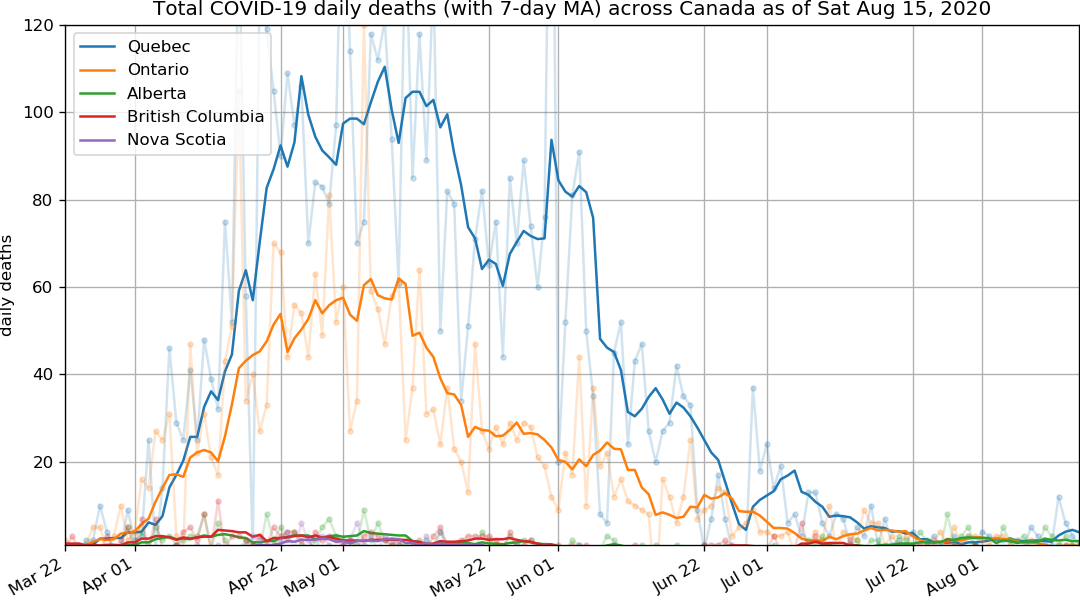 Total COVID-19 daily deaths (with 7-day MA) across Canada as of Sat Aug 15, 2020
120
100
80
60
40
20
daily deaths
Quebec
Ontario
Alberta
British Columbia
Nova Scotia
Mar 22
Apr 01
Apr 22
May 01
May 22
Jun 01
Jun 22
Jul 01
Jul 22
Aug 01